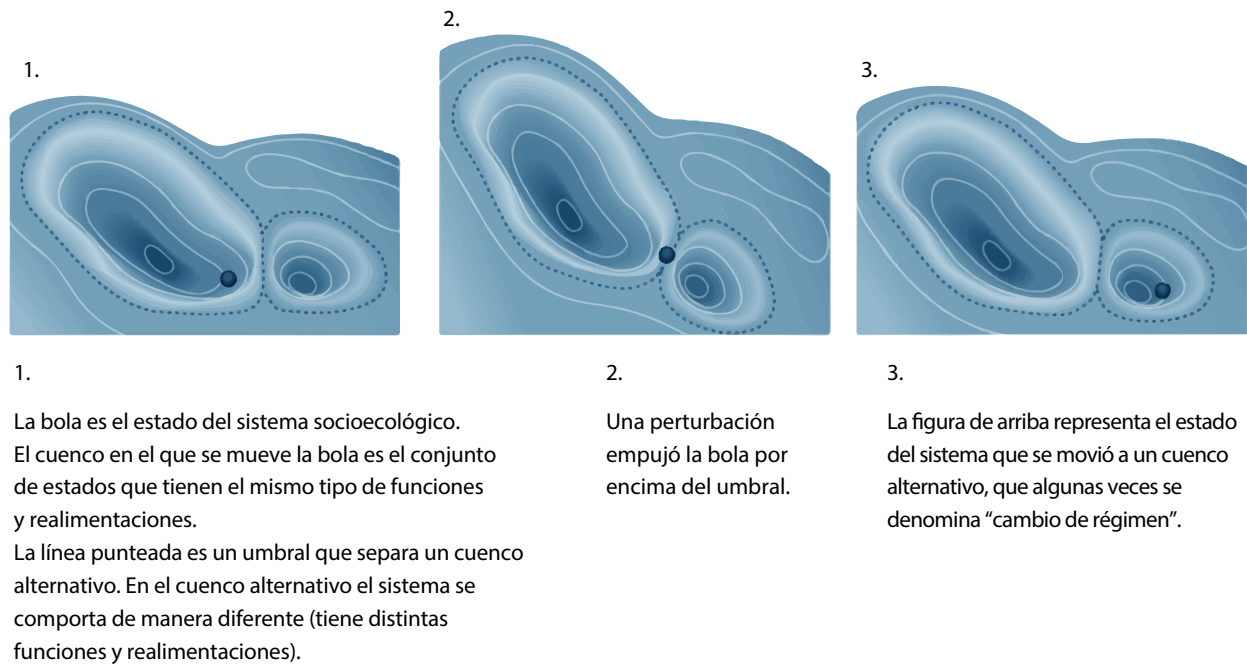 1.
2.
3.
1.
La bola es el estado del sistema socioecológico.
El cuenco en el que se mueve la bola es el conjunto
de estados que tienen el mismo tipo de funciones
y realimentaciones.
La línea punteada es un umbral que separa un cuenco
alternativo. En el cuenco alternativo el sistema se
comporta de manera diferente (tiene distintas
funciones y realimentaciones).
2.
Una perturbación
empujó la bola por
encima del umbral.
3.
La figura de arriba representa el estado
del sistema que se movió a un cuenco
alternativo, que algunas veces se
denomina “cambio de régimen”.